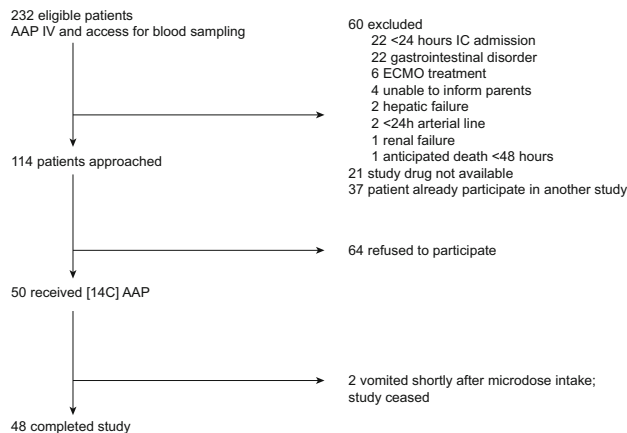 232 eligible patients
AAP IV and access for blood sampling
60 excluded
22 <24 hours IC admission
22 gastrointestinal disorder
6 ECMO treatment
4 unable to inform parents
2 hepatic failure
2 <24h arterial line
1 renal failure
1 anticipated death <48 hours
21 study drug not available
37 patient already participate in another study
114 patients approached
64 refused to participate
50 received [14C] AAP
2 vomited shortly after microdose intake;
study ceased
48 completed study